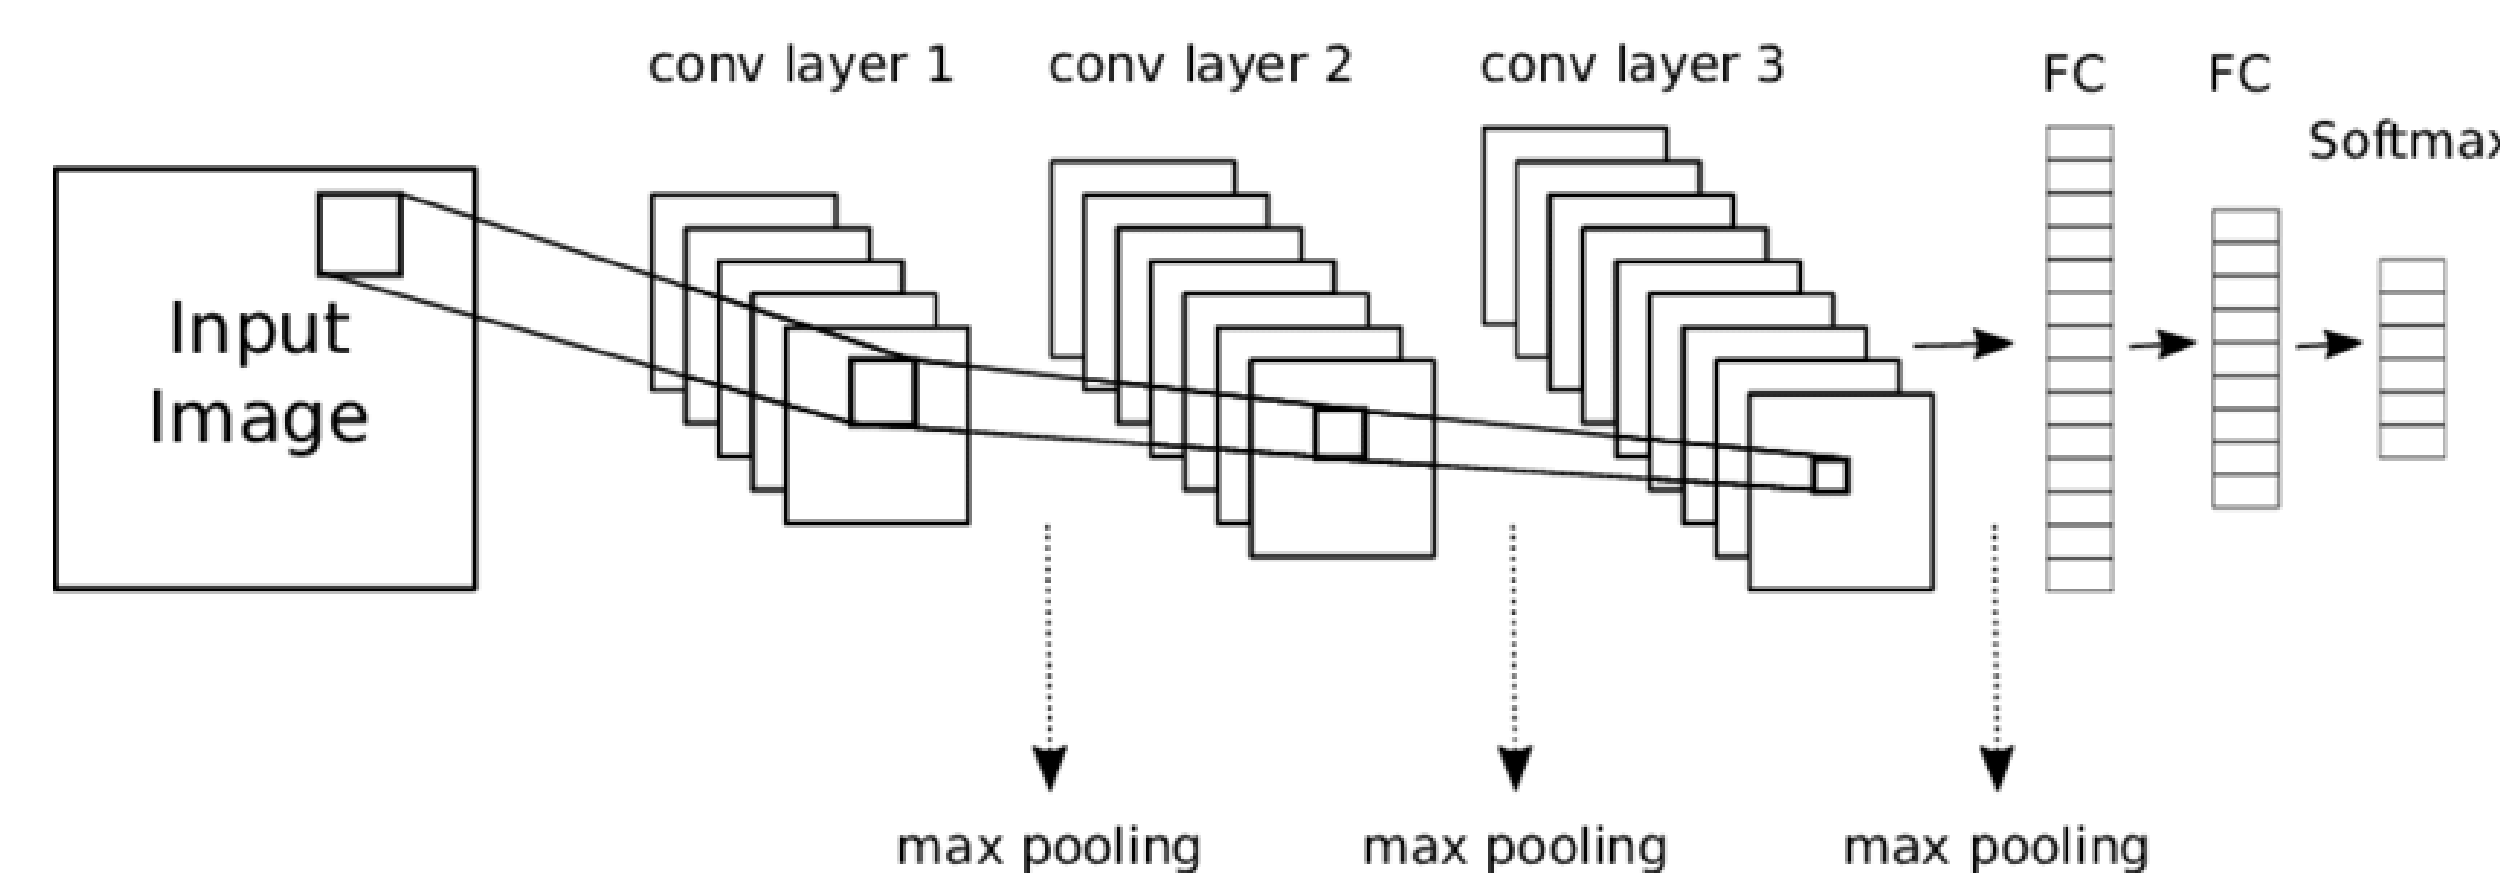 conv layer 1
conv layer 2
conv layer 3
FC
FC
Softmax
Input
Image
max pooling
max pooling
max pooling